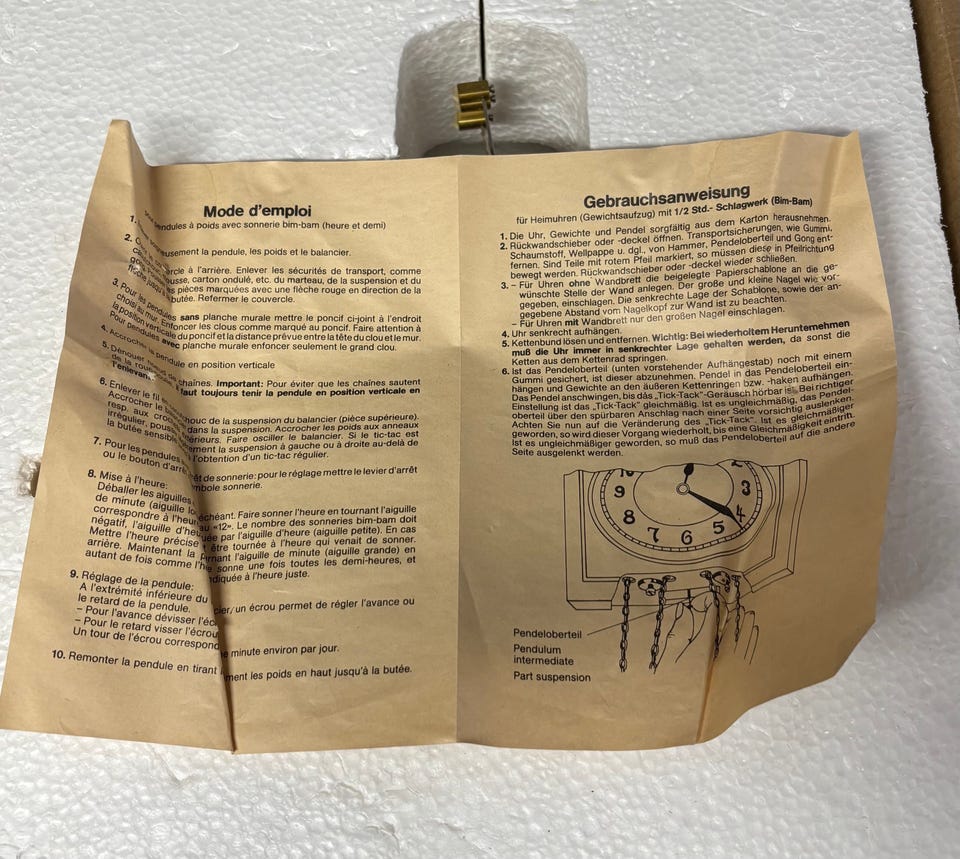 Mode d'emploi
pendules à poids avec sonnerie bim-bam (heure et demi)
1. soigneusement la pendule, les poids et le balancier.
2. couvercle à l'arrière. Enlever les sécurités de transport, comme
carton ondulé, etc. du marteau, de la suspension et du
pièces marquées avec une flèche rouge en direction de la
butée. Refermer le couvercle.
3. Pour les pendules sans planche murale mettre le poncif ci-joint à l'endroit
choisi au mur. Enfoncer les clous comme marqué au poncif. Faire attention à
la position verticale du poncif et la distance prévue entre la tête du clou et le mur.
Pour pendules avec planche murale enfoncer seulement le grand clou.
4. Accrocher la pendule en position verticale
5. Dénouer chaînes. Important: Pour éviter que les chaînes sautent
de la faut toujours tenir la pendule en position verticale en
l'enlevant.
6. Enlever le fil caoutchouc de la suspension du balancier (pièce supérieure).
Accrocher le dans la suspension. Accrocher les poids aux anneaux
resp. aux Faire osciller le balancier. Si le tic-tac est
irrégulier, la suspension à gauche ou à droite au-delà de
la butée l'obtention d'un tic-tac régulier.
7. Pour les pendules arrêt de sonnerie: pour le réglage mettre le levier d'arrêt
ou le bouton d'arrêt symbole sonnerie.
8. Mise à l'heure:
Déballer les aiguilles échéant. Faire sonner l'heure en tournant l'aiguille
de minute (aiguille au «12». Le nombre des sonneries bim-bam doit
correspondre à l'heure par l'aiguille d'heure (aiguille petite). En cas
négatif, l'aiguille d'heure être tournée à l'heure qui venait de sonner.
Mettre l'heure précise tournant l'aiguille de minute (aiguille grande) en
arrière. Maintenant la sonne une fois toutes les demi-heures, et
autant de fois comme l'heure indiquée à l'heure juste.
9. Réglage de la pendule:
A l'extrémité inférieure du balancier, un écrou permet de régler l'avance ou
le retard de la pendule.
– Pour l'avance dévisser l'écrou
– Pour le retard visser l'écrou
Un tour de l'écrou correspond minute environ par jour.
10. Remonter la pendule en tirant les poids en haut jusqu'à la butée.
Gebrauchsanweisung
für Heimuhren (Gewichtsaufzug) mit 1/2 Std.- Schlagwerk (Bim-Bam)
1. Die Uhr, Gewichte und Pendel sorgfältig aus dem Karton herausnehmen.
2. Rückwandschieber oder -deckel öffnen. Transportsicherungen, wie Gummi,
Schaumstoff, Wellpappe u. dgl., von Hammer, Pendeloberteil und Gong ent-
fernen. Sind Teile mit rotem Pfeil markiert, so müssen diese in Pfeilrichtung
bewegt werden. Rückwandschieber oder -deckel wieder schließen.
3. – Für Uhren ohne Wandbrett die beigelegte Papierschablone an die ge-
wünschte Stelle der Wand anlegen. Der große und kleine Nagel wie vor-
gegeben, einschlagen. Die senkrechte Lage der Schablone, sowie der an-
gegebene Abstand vom Nagelkopf zur Wand ist zu beachten.
– Für Uhren mit Wandbrett nur den großen Nagel einschlagen.
4. Uhr senkrecht aufhängen.
5. Kettenbund lösen und entfernen. Wichtig: Bei wiederholtem Herunternehmen
muß die Uhr immer in senkrechter Lage gehalten werden, da sonst die
Ketten aus dem Kettenrad springen.
6. Ist das Pendeloberteil (unten vorstehender Aufhängestab) noch mit einem
Gummi gesichert, ist dieser abzunehmen. Pendel in das Pendeloberteil ein-
hängen und Gewichte an den äußeren Kettenringen bzw. -haken aufhängen.
Das Pendel anschwingen, bis das „Tick-Tack"-Geräusch hörbar ist. Bei richtiger
Einstellung ist das „Tick-Tack" gleichmäßig. Ist es ungleichmäßig, das Pendel-
oberteil über den spürbaren Anschlag nach einer Seite vorsichtig auslenken.
Achten Sie nun auf die Veränderung des „Tick-Tack". Ist es gleichmäßiger
geworden, so wird dieser Vorgang wiederholt, bis eine Gleichmäßigkeit eintritt.
Ist es ungleichmäßiger geworden, so muß das Pendeloberteil auf die andere
Seite ausgelenkt werden.
10 9 8 7 6 5 4 3 2
Pendeloberteil
Pendulum
intermediate
Part suspension